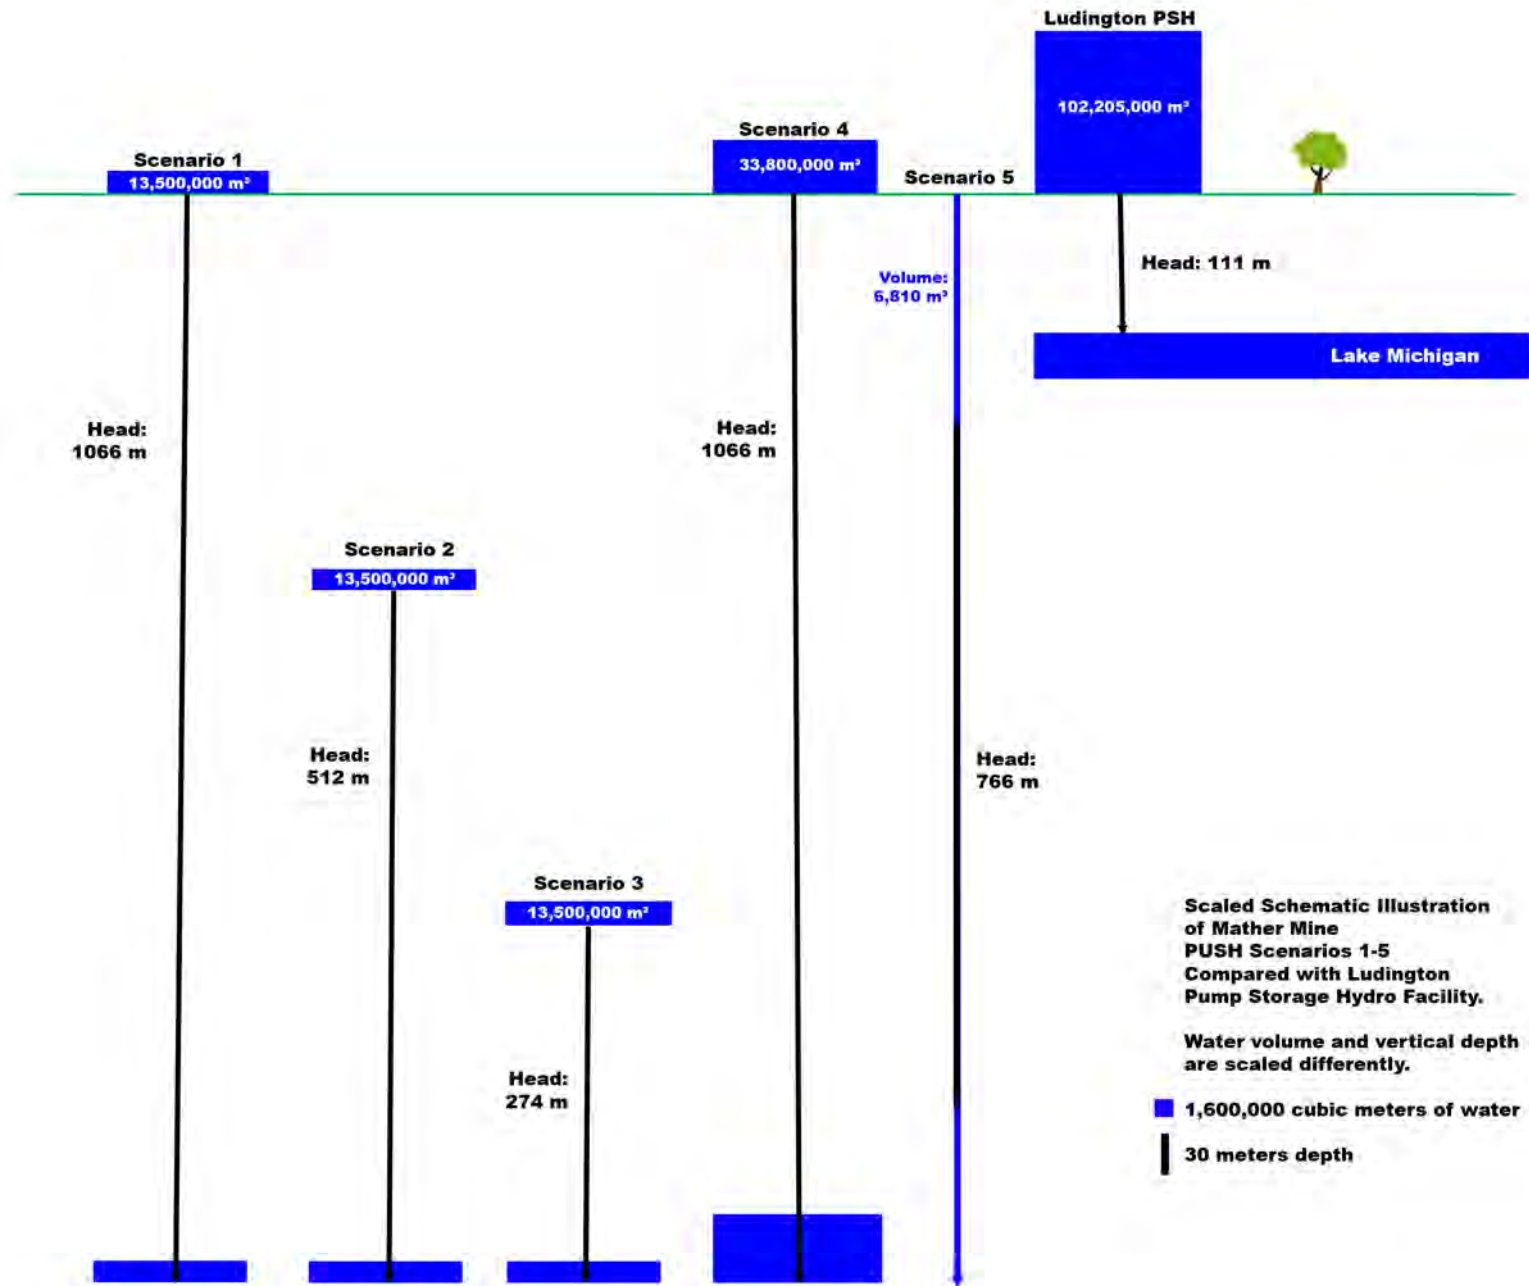 Ludington PSH
102,205,000 m³
Scenario 4
33,800,000 m³
Scenario 1
13,500,000 m³
Scenario 5
Head: 111 m
Volume:
6,810 m³
Lake Michigan
Head:
1066 m
Head:
1066 m
Scenario 2
13,500,000 m³
Head:
512 m
Head:
766 m
Scenario 3
13,500,000 m³
Head:
274 m
Scaled Schematic Illustration
of Mather Mine
PUSH Scenarios 1-5
Compared with Ludington
Pump Storage Hydro Facility.
Water volume and vertical depth
are scaled differently.
1,600,000 cubic meters of water
30 meters depth